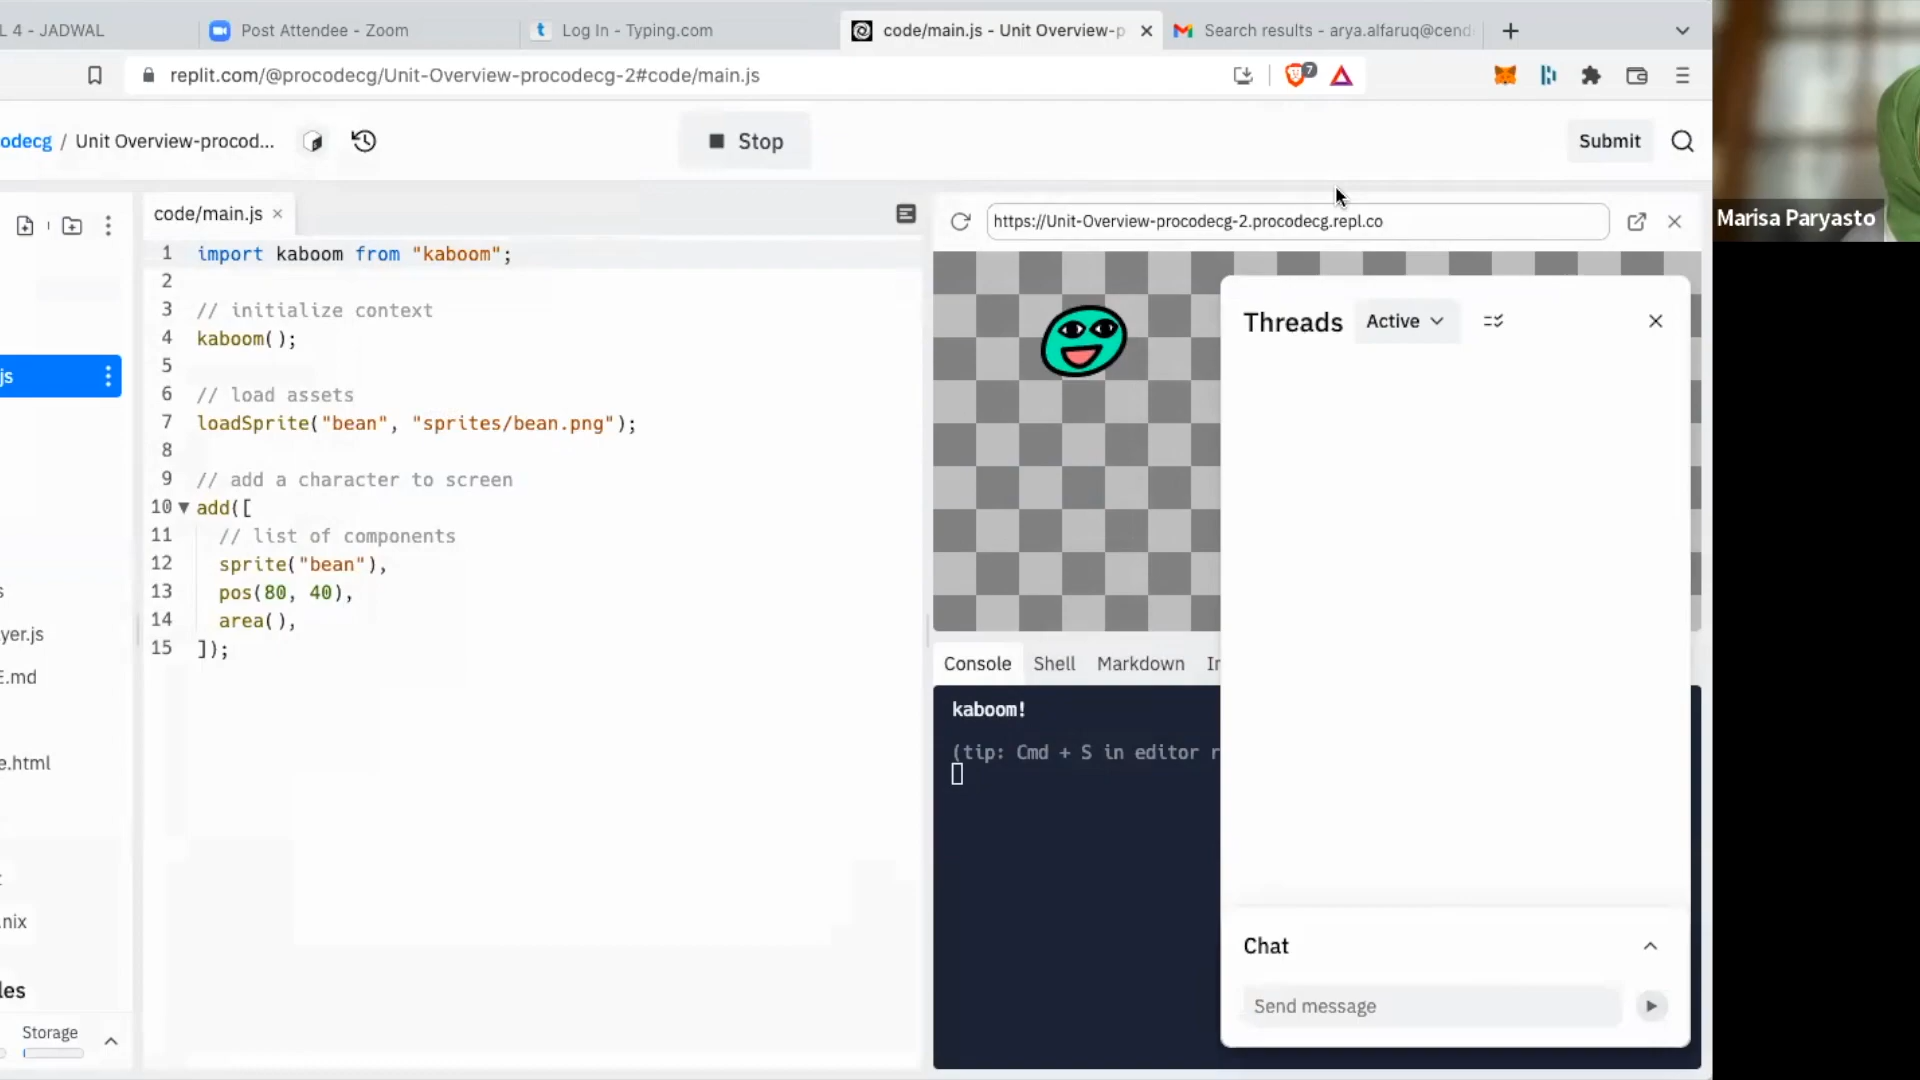 L 4 - JADWAL
Post Attendee - Zoom
Log In - Typing.com
code/main.js - Unit Overview-p
Search results - arya.alfaruq@cend
replit.com/@procodecg/Unit-Overview-procodecg-2#code/main.js
7
odecg / Unit Overview-procod...
Stop
Submit
Marisa Paryasto
code/main.js
https://Unit-Overview-procodecg-2.procodecg.repl.co
1 import kaboom from "kaboom";
2
3 // initialize context
4 kaboom();
5
6 // load assets
7 loadSprite("bean", "sprites/bean.png");
8
9 // add a character to screen
10 add([
11 // list of components
12 sprite("bean"),
13 pos(80, 40),
14 area(),
15 ]);
js
s
yer.js
E.md
e.html
t
.nix
les
Storage
Threads
Active
Console Shell Markdown Ir
kaboom!
(tip: Cmd + S in editor r
Chat
Send message